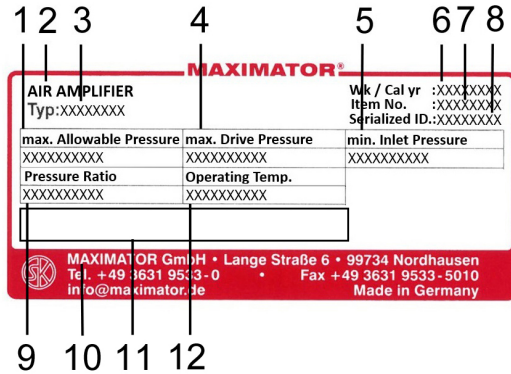 1 2 3 4 5 6 7 8
MAXIMATOR®
AIR AMPLIFIER
Typ:XXXXXXXX
Wk / Cal yr :XXXXXXXX
Item No. :XXXXXXXX
Serialized ID.:XXXXXXXX
max. Allowable Pressure max. Drive Pressure min. Inlet Pressure
XXXXXXXXXX XXXXXXXXXX XXXXXXXXXX
Pressure Ratio Operating Temp.
XXXXXXXXXX XXXXXXXXXX
SK
MAXIMATOR GmbH • Lange Straße 6 • 99734 Nordhausen
Tel. +49 3631 9533-0 • Fax +49 3631 9533-5010
info@maximator.de Made in Germany
9 10 11 12